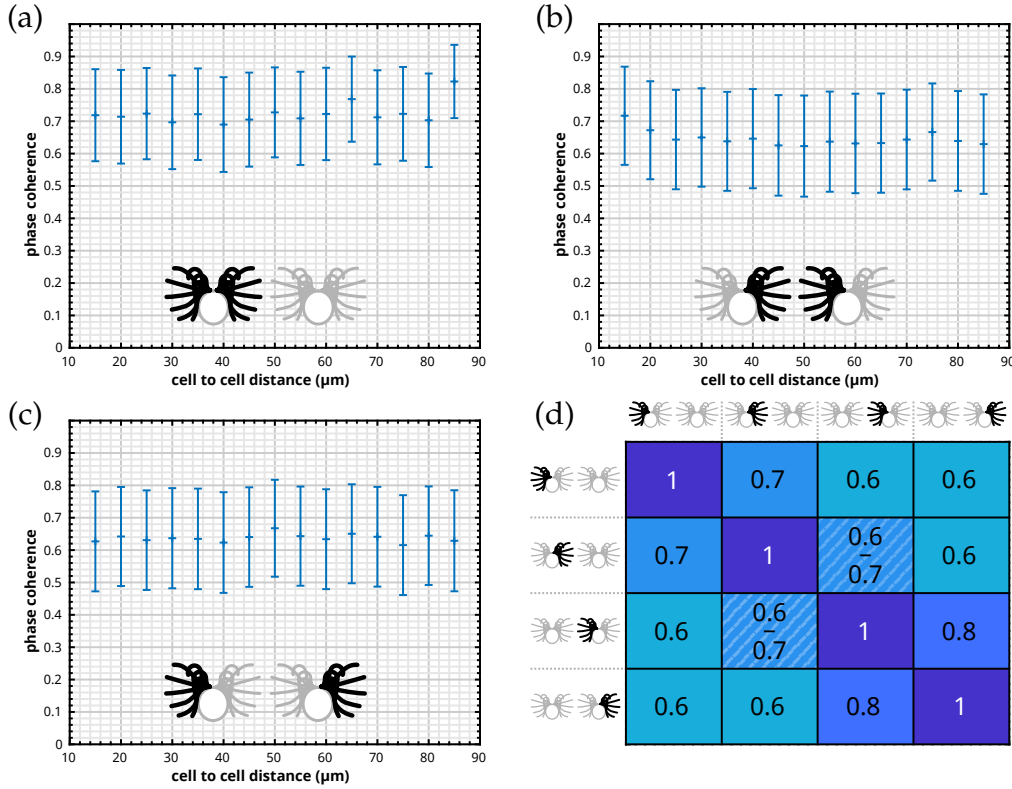 (a)
0.9
0.8
0.7
0.6
0.5
0.4
0.3
0.2
0.1
0
phase coherence
10 20 30 40 50 60 70 80 90
cell to cell distance (µm)
(b)
0.9
0.8
0.7
0.6
0.5
0.4
0.3
0.2
0.1
0
phase coherence
10 20 30 40 50 60 70 80 90
cell to cell distance (µm)
(c)
0.9
0.8
0.7
0.6
0.5
0.4
0.3
0.2
0.1
0
phase coherence
10 20 30 40 50 60 70 80 90
cell to cell distance (µm)
(d)
1 0.7 0.6 0.6
0.7 1 0.6 – 0.7 0.6
0.6 0.6 – 0.7 1 0.8
0.6 0.6 0.8 1